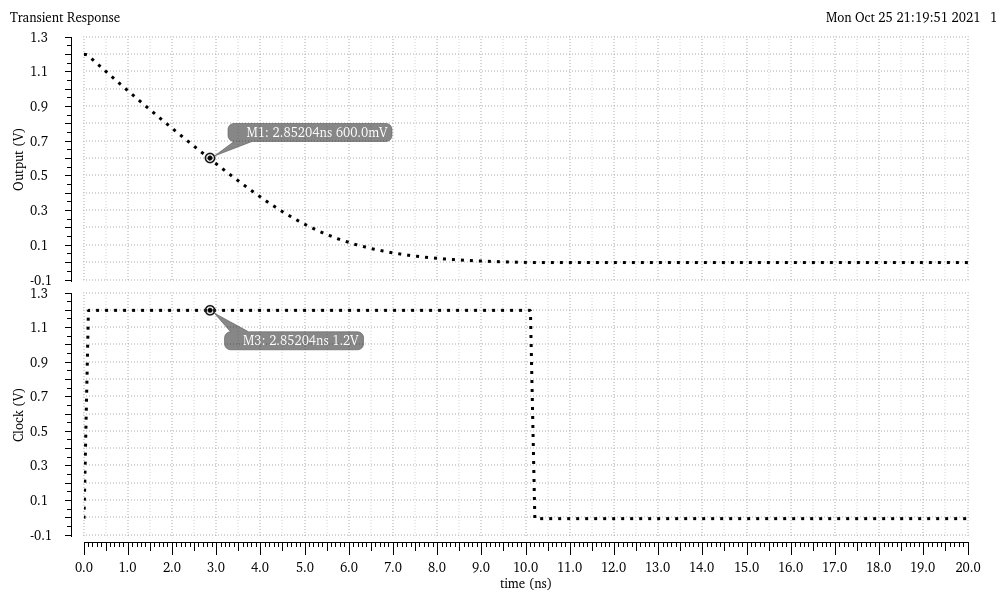 Transient Response
Mon Oct 25 21:19:51 2021 1
Output (V)
1.3
1.1
0.9
0.7
0.5
0.3
0.1
-0.1
M1: 2.85204ns 600.0mV
Clock (V)
1.3
1.1
0.9
0.7
0.5
0.3
0.1
-0.1
M3: 2.85204ns 1.2V
0.0 1.0 2.0 3.0 4.0 5.0 6.0 7.0 8.0 9.0 10.0 11.0 12.0 13.0 14.0 15.0 16.0 17.0 18.0 19.0 20.0
time (ns)